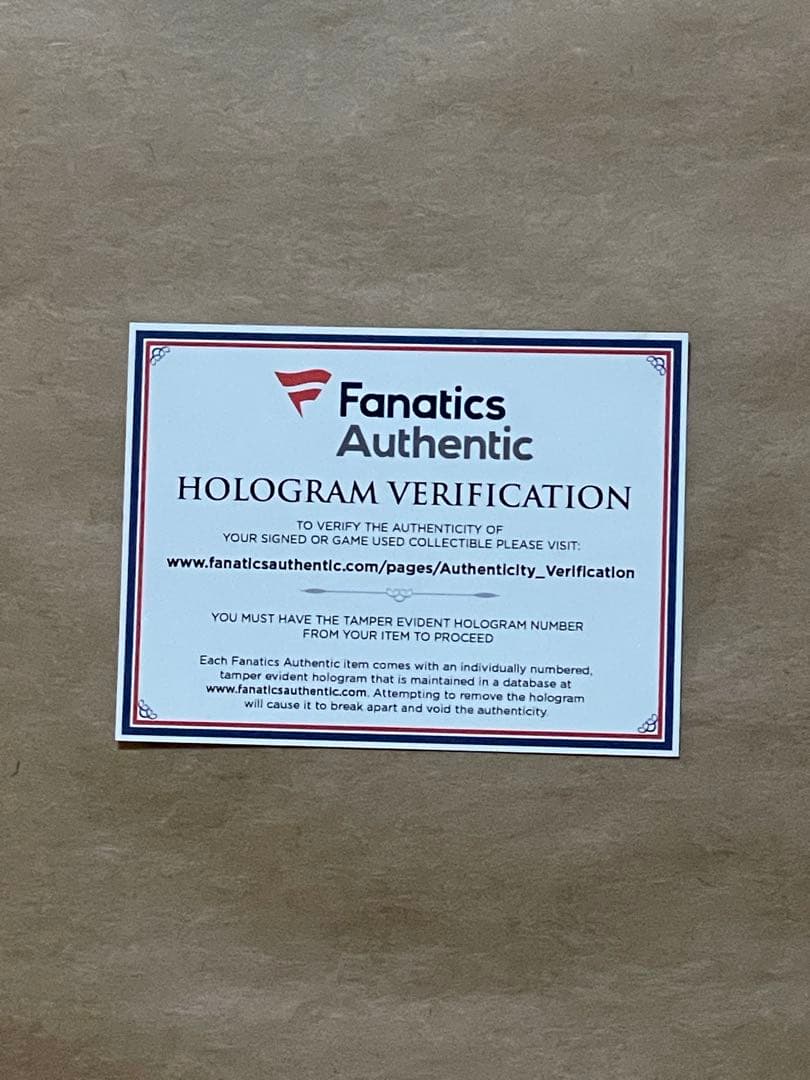 Fanatics
Authentic
HOLOGRAM VERIFICATION
TO VERIFY THE AUTHENTICITY OF
YOUR SIGNED OR GAME USED COLLECTIBLE PLEASE VISIT:
www.fanaticsauthentic.com/pages/Authenticity_Verification
YOU MUST HAVE THE TAMPER EVIDENT HOLOGRAM NUMBER
FROM YOUR ITEM TO PROCEED
Each Fanatics Authentic item comes with an individually numbered,
tamper evident hologram that is maintained in a database at
www.fanaticsauthentic.com. Attempting to remove the hologram
will cause it to break apart and void the authenticity.